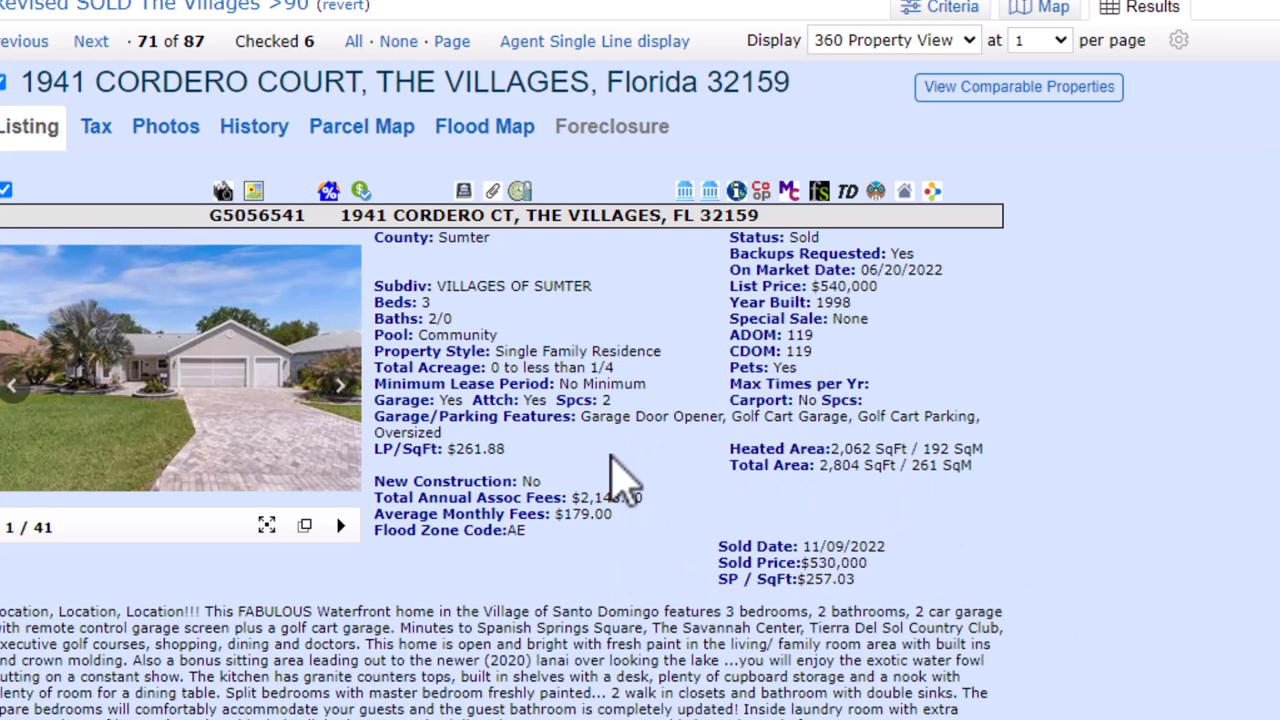 Revised SOLD The Villages >90 (revert)
Criteria Map Results
Previous Next · 71 of 87 Checked 6 All · None · Page Agent Single Line display Display 360 Property View at 1 per page
1941 CORDERO COURT, THE VILLAGES, Florida 32159 View Comparable Properties
Listing Tax Photos History Parcel Map Flood Map Foreclosure
G5056541 1941 CORDERO CT, THE VILLAGES, FL 32159
County: Sumter Status: Sold
Backups Requested: Yes
On Market Date: 06/20/2022
Subdiv: VILLAGES OF SUMTER List Price: $540,000
Beds: 3 Year Built: 1998
Baths: 2/0 Special Sale: None
Pool: Community ADOM: 119
Property Style: Single Family Residence CDOM: 119
Total Acreage: 0 to less than 1/4 Pets: Yes
Minimum Lease Period: No Minimum Max Times per Yr:
Garage: Yes Attch: Yes Spcs: 2 Carport: No Spcs:
Garage/Parking Features: Garage Door Opener, Golf Cart Garage, Golf Cart Parking,
Oversized
LP/SqFt: $261.88 Heated Area:2,062 SqFt / 192 SqM
Total Area: 2,804 SqFt / 261 SqM
New Construction: No
Total Annual Assoc Fees:
Average Monthly Fees: $179.00
Flood Zone Code:AE
1 / 41
Sold Date: 11/09/2022
Sold Price:$530,000
SP / SqFt:$257.03
ocation, Location, Location!!! This FABULOUS Waterfront home in the Village of Santo Domingo features 3 bedrooms, 2 bathrooms, 2 car garage
with remote control garage screen plus a golf cart garage. Minutes to Spanish Springs Square, The Savannah Center, Tierra Del Sol Country Club,
executive golf courses, shopping, dining and doctors. This home is open and bright with fresh paint in the living/ family room area with built ins
and crown molding. Also a bonus sitting area leading out to the newer (2020) lanai over looking the lake ...you will enjoy the exotic water fowl
utting on a constant show. The kitchen has granite counters tops, built in shelves with a desk, plenty of cupboard storage and a nook with
plenty of room for a dining table. Split bedrooms with master bedroom freshly painted... 2 walk in closets and bathroom with double sinks. The
pare bedrooms will comfortably accommodate your guests and the guest bathroom is completely updated! Inside laundry room with extra